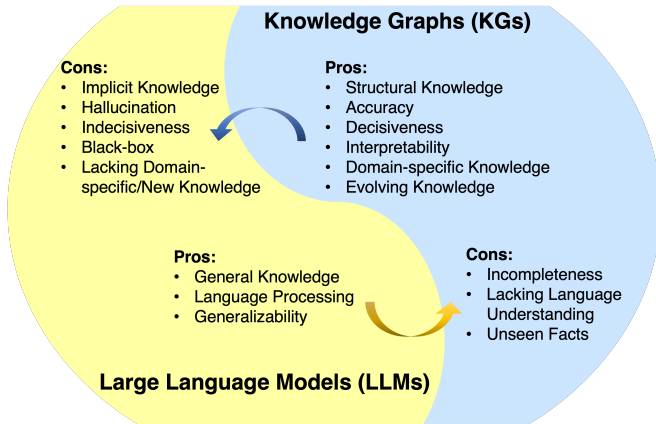 Knowledge Graphs (KGs)
Cons:
• Implicit Knowledge
• Hallucination
• Indecisiveness
• Black-box
• Lacking Domain-
specific/New Knowledge
Pros:
• Structural Knowledge
• Accuracy
• Decisiveness
• Interpretability
• Domain-specific Knowledge
• Evolving Knowledge
Pros:
• General Knowledge
• Language Processing
• Generalizability
Cons:
• Incompleteness
• Lacking Language
Understanding
• Unseen Facts
Large Language Models (LLMs)